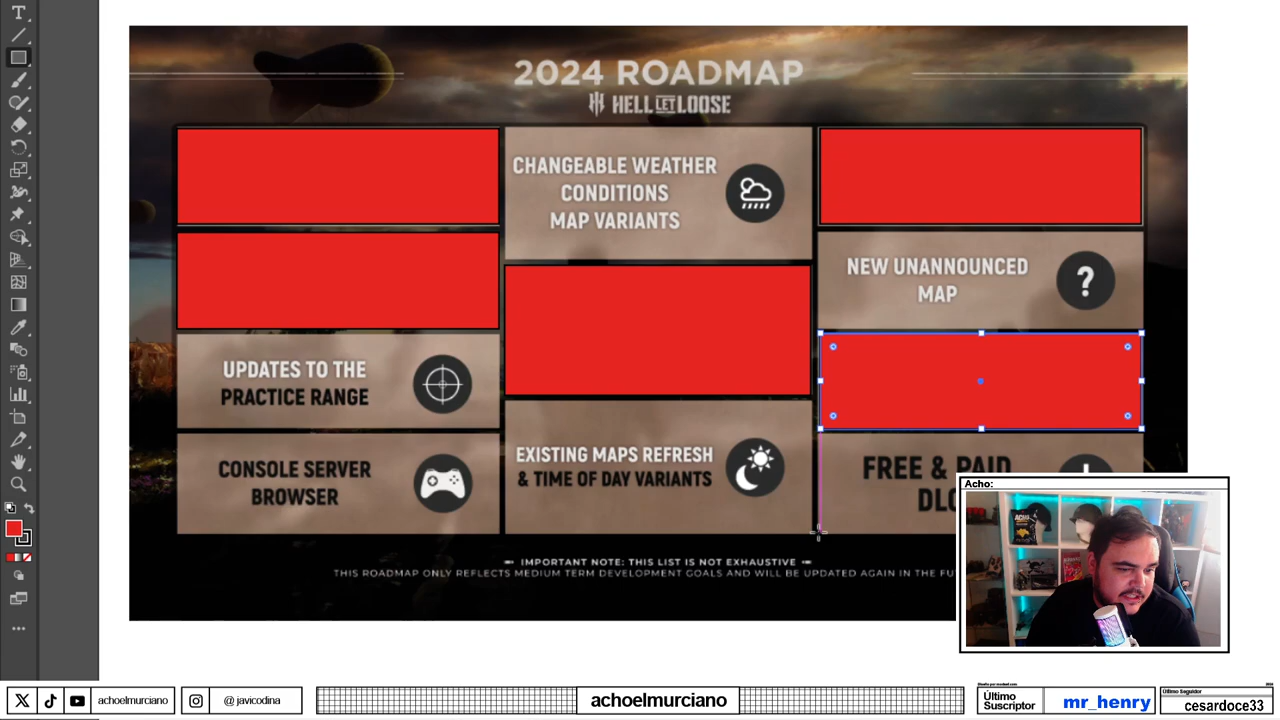 2024 ROADMAP
HELL LET LOOSE
CHANGEABLE WEATHER
CONDITIONS
MAP VARIANTS
NEW UNANNOUNCED
MAP
?
UPDATES TO THE
PRACTICE RANGE
EXISTING MAPS REFRESH
& TIME OF DAY VARIANTS
CONSOLE SERVER
BROWSER
FREE & PAID
IMPORTANT NOTE: THIS LIST IS NOT EXHAUSTIVE
THIS ROADMAP ONLY REFLECTS MEDIUM TERM DEVELOPMENT GOALS AND WILL BE UPDATED AGAIN IN THE
Acho:
achoelmurciano
@ javicodina
achoelmurciano
Último
Suscriptor
mr_henry
Último Seguidor
cesardoce33